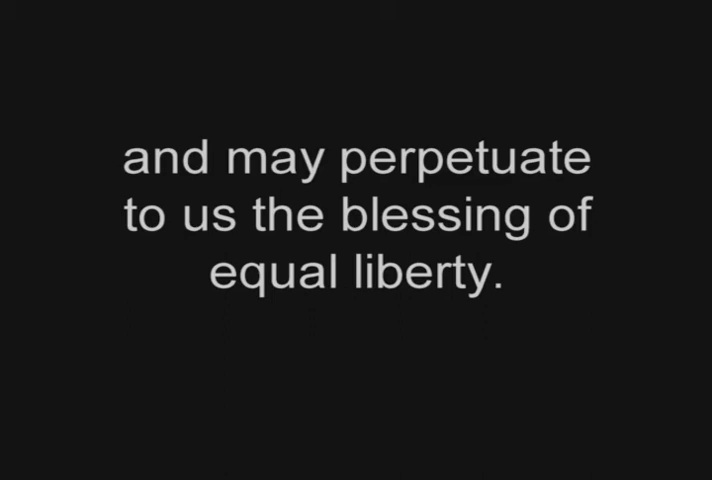 and may perpetuate
to us the blessing of
equal liberty.